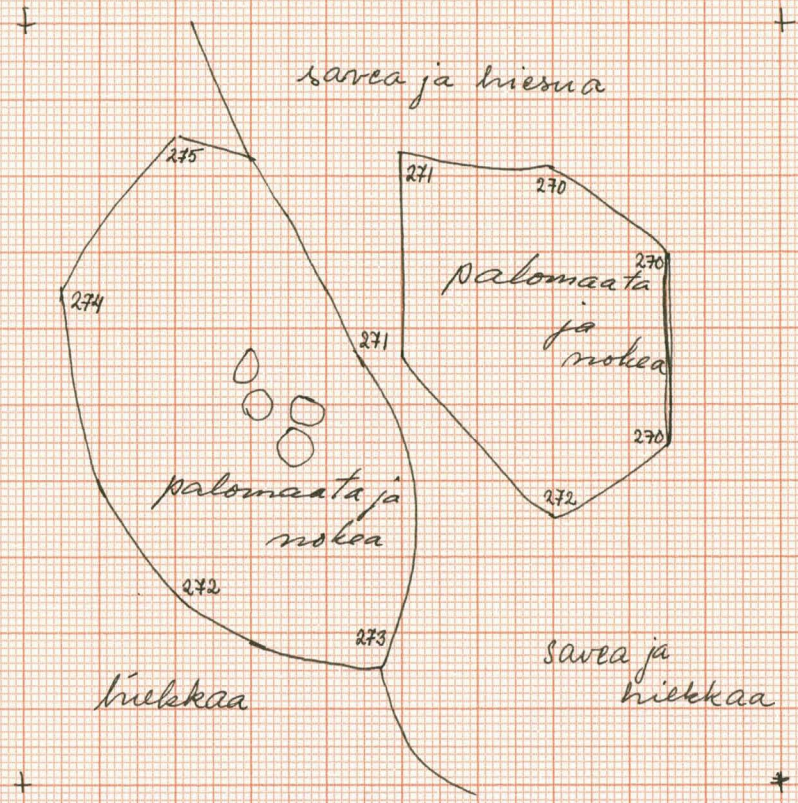 savea ja hiesua
275
271
270
270
palomaata
ja
nokea
274
271
270
palomaata ja
nokea
272
272
273
savea ja
hiekkaa
hiekkaa